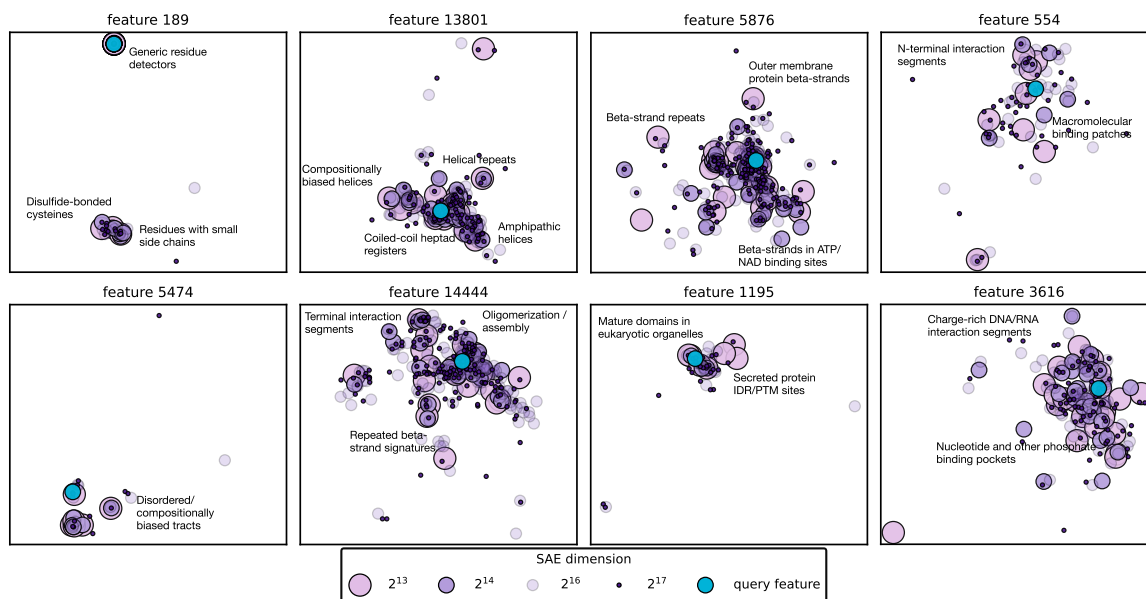 feature 189
feature 13801
feature 5876
feature 554
Generic residue
detectors
Disulfide-bonded
cysteines
Residues with small
side chains
Compositionally
biased helices
Helical repeats
Coiled-coil heptad
registers
Amphipathic
helices
Outer membrane
protein beta-strands
Beta-strand repeats
Beta-strands in ATP/
NAD binding sites
N-terminal interaction
segments
Macromolecular
binding patches
feature 5474
feature 14444
feature 1195
feature 3616
Disordered/
compositionally
biased tracts
Terminal interaction
segments
Oligomerization /
assembly
Repeated beta-
strand signatures
Mature domains in
eukaryotic organelles
Secreted protein
IDR/PTM sites
Charge-rich DNA/RNA
interaction segments
Nucleotide and other phosphate
binding pockets
SAE dimension
2¹³ 2¹⁴ 2¹⁶ 2¹⁷ query feature